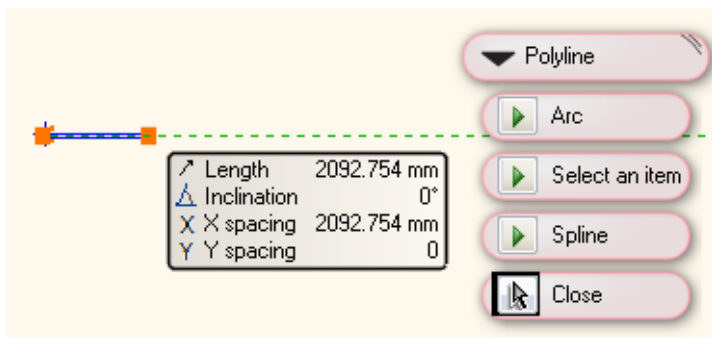 Polyline
Arc
Select an item
Spline
Close
Length 2092.754 mm
Inclination 0°
X X spacing 2092.754 mm
Y Y spacing 0